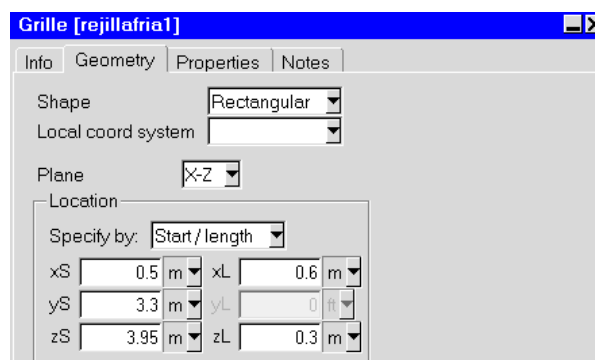 Grille [rejillafria1]
Info Geometry Properties Notes
Shape Rectangular
Local coord system
Plane X-Z
Location
Specify by: Start / length
xS 0.5 m xL 0.6 m
yS 3.3 m yL 0 ft
zS 3.95 m zL 0.3 m